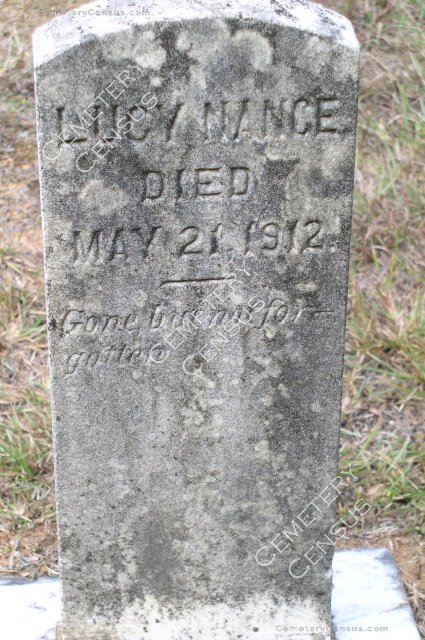 CemeteryCensus.com
LUCY NANCE
DIED
MAY 21, 1912.
Gone but not for-
gotten
CEMETERY CENSUS
CEMETERY CENSUS
CEMETERY CENSUS
CemeteryCensus.com